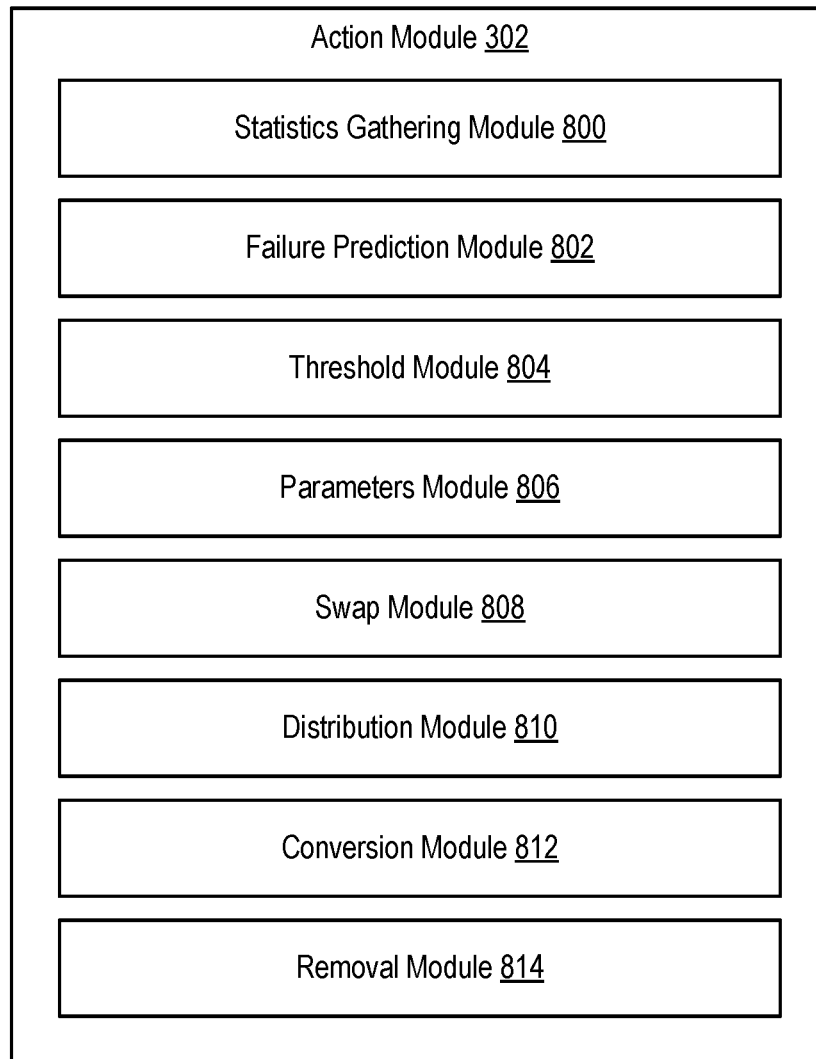 Action Module 302
Statistics Gathering Module 800
Failure Prediction Module 802
Threshold Module 804
Parameters Module 806
Swap Module 808
Distribution Module 810
Conversion Module 812
Removal Module 814